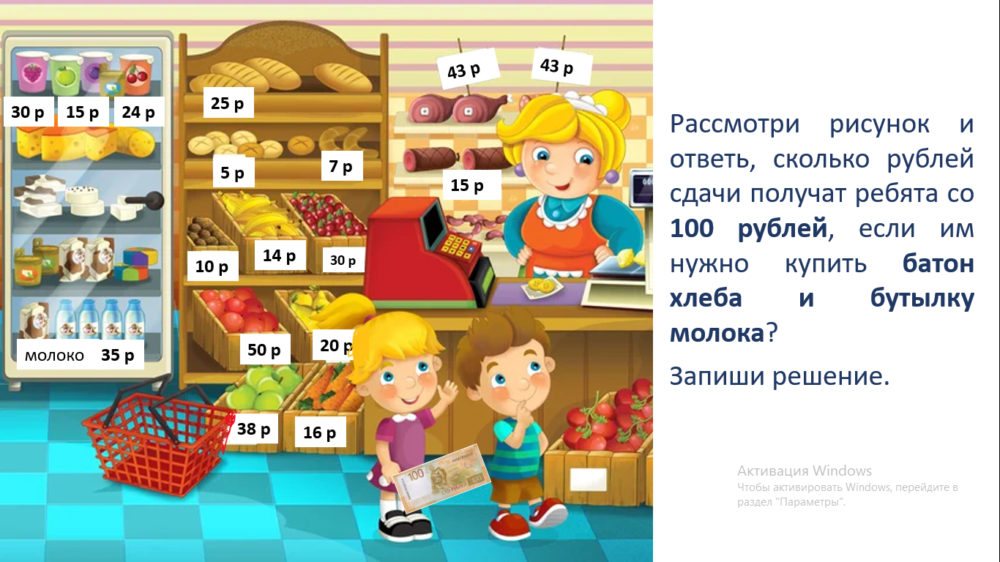 43 р
43 р
25 р
30 р
15 р
24 р
5 р
7 р
15 р
10 р
14 р
30 р
50 р
20 р
молоко 35 р
38 р
16 р
100
Рассмотри рисунок и
ответь, сколько рублей
сдачи получат ребята со
100 рублей, если им
нужно купить батон
хлеба и бутылку
молока?
Запиши решение.
Активация Windows
Чтобы активировать Windows, перейдите в
раздел "Параметры".